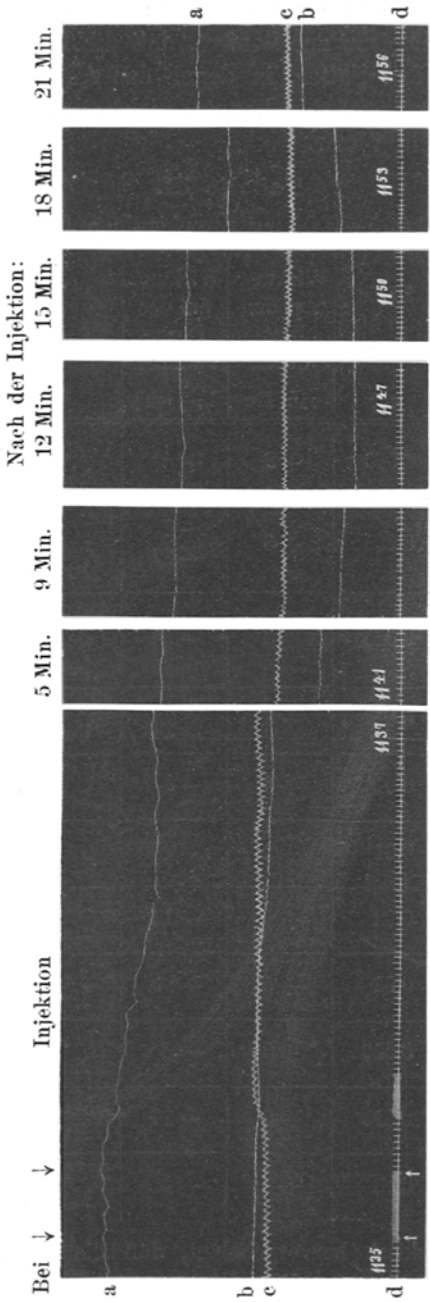 Nach der Injektion:
Bei ↓ ↓ Injektion 5 Min. 9 Min. 12 Min. 15 Min. 18 Min. 21 Min.
a a
b c
c b
1135 1137 1141 1147 1150 1153 1156
d ↑ ↑ d